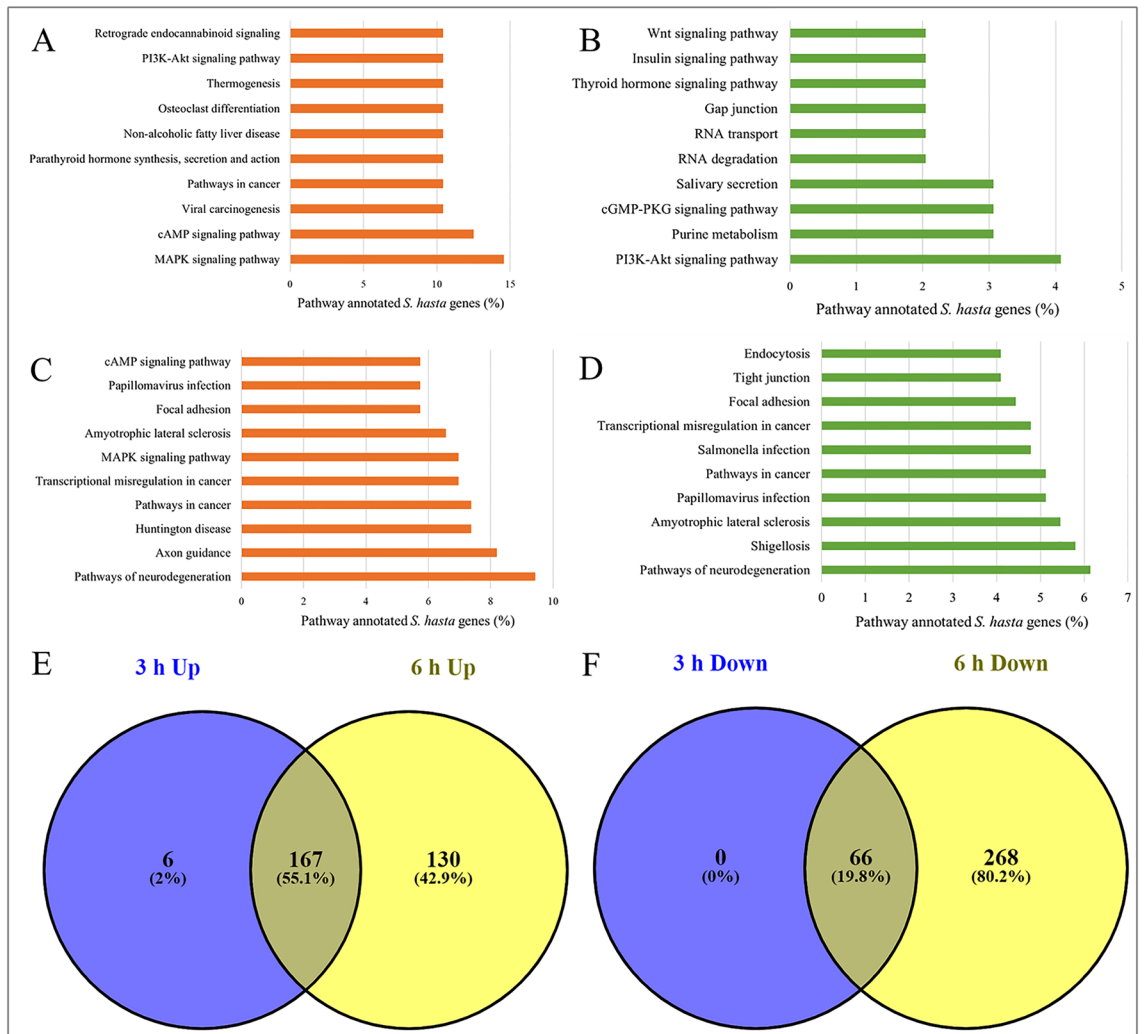 A
Retrograde endocannabinoid signaling
PI3K-Akt signaling pathway
Thermogenesis
Osteoclast differentiation
Non-alcoholic fatty liver disease
Parathyroid hormone synthesis, secretion and action
Pathways in cancer
Viral carcinogenesis
cAMP signaling pathway
MAPK signaling pathway
0 5 10 15
Pathway annotated S. hasta genes (%)
B
Wnt signaling pathway
Insulin signaling pathway
Thyroid hormone signaling pathway
Gap junction
RNA transport
RNA degradation
Salivary secretion
cGMP-PKG signaling pathway
Purine metabolism
PI3K-Akt signaling pathway
0 1 2 3 4 5
Pathway annotated S. hasta genes (%)
C
cAMP signaling pathway
Papillomavirus infection
Focal adhesion
Amyotrophic lateral sclerosis
MAPK signaling pathway
Transcriptional misregulation in cancer
Pathways in cancer
Huntington disease
Axon guidance
Pathways of neurodegeneration
0 2 4 6 8 10
Pathway annotated S. hasta genes (%)
D
Endocytosis
Tight junction
Focal adhesion
Transcriptional misregulation in cancer
Salmonella infection
Pathways in cancer
Papillomavirus infection
Amyotrophic lateral sclerosis
Shigellosis
Pathways of neurodegeneration
0 1 2 3 4 5 6 7
Pathway annotated S. hasta genes (%)
E
3 h Up
6 h Up
6
(2%)
167
(55.1%)
130
(42.9%)
F
3 h Down
6 h Down
0
(0%)
66
(19.8%)
268
(80.2%)